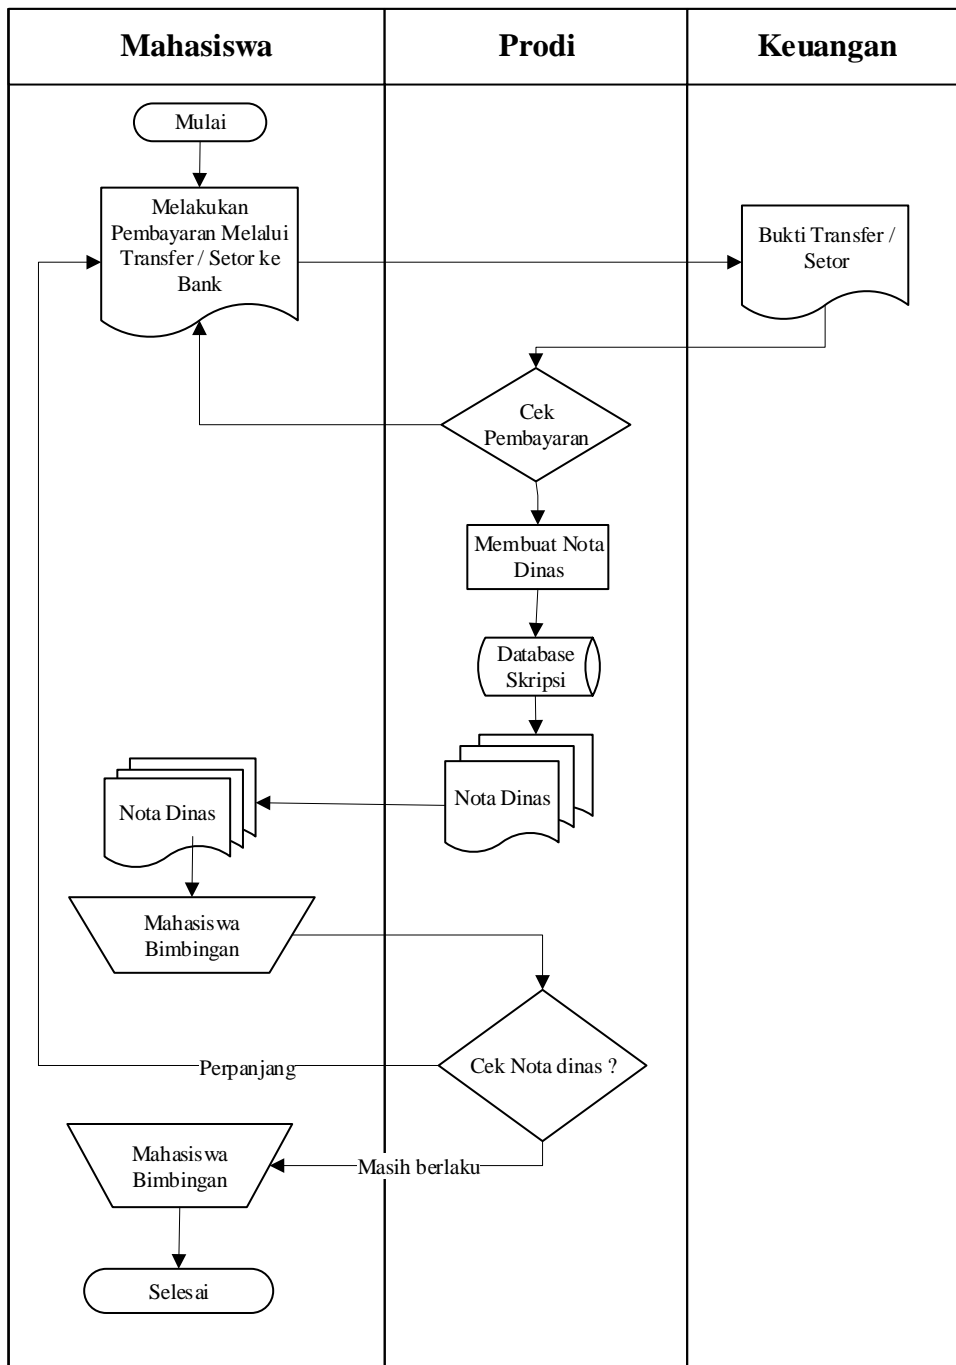 Mahasiswa
Prodi
Keuangan
Mulai
Melakukan
Pembayaran Melalui
Transfer / Setor ke
Bank
Bukti Transfer /
Setor
Cek
Pembayaran
Membuat Nota
Dinas
Database
Skripsi
Nota Dinas
Nota Dinas
Mahasiswa
Bimbingan
Cek Nota dinas ?
Perpanjang
Mahasiswa
Bimbingan
Masih berlaku
Selesai